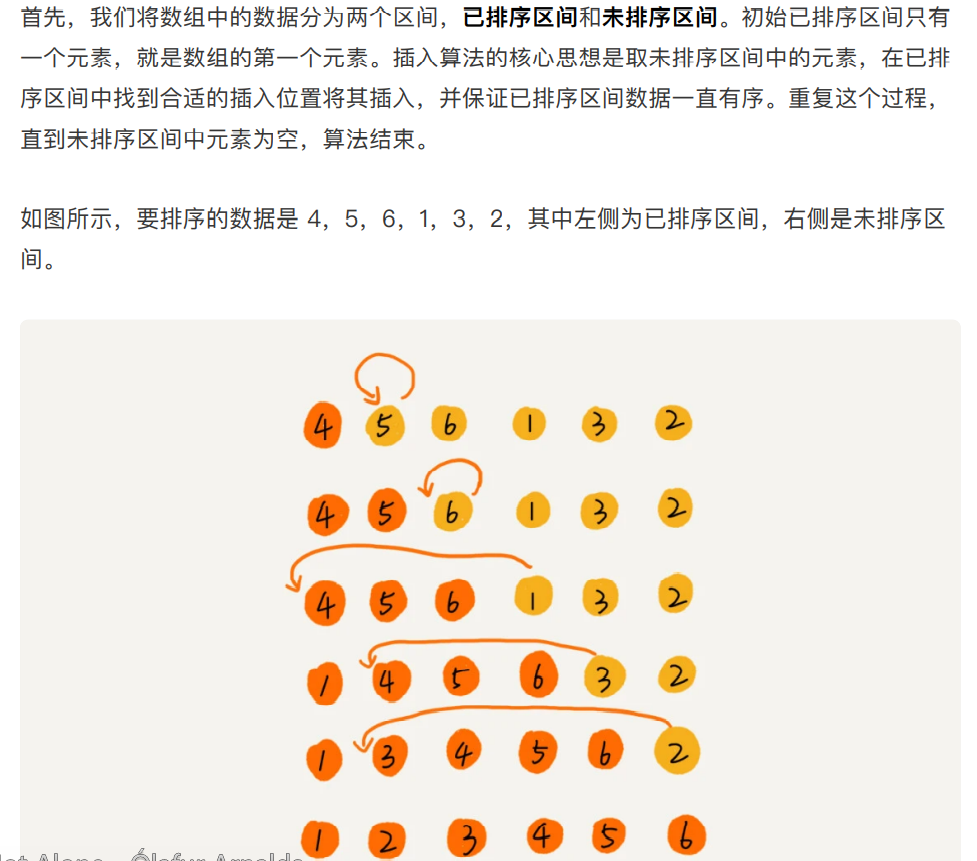 首先，我们将数组中的数据分为两个区间，已排序区间和未排序区间。初始已排序区间只有
一个元素，就是数组的第一个元素。插入算法的核心思想是取未排序区间中的元素，在已排
序区间中找到合适的插入位置将其插入，并保证已排序区间数据一直有序。重复这个过程，
直到未排序区间中元素为空，算法结束。
如图所示，要排序的数据是 4，5，6，1，3，2，其中左侧为已排序区间，右侧是未排序区
间。
4 5 6 1 3 2
4 5 6 1 3 2
4 5 6 1 3 2
1 4 5 6 3 2
1 3 4 5 6 2
1 2 3 4 5 6